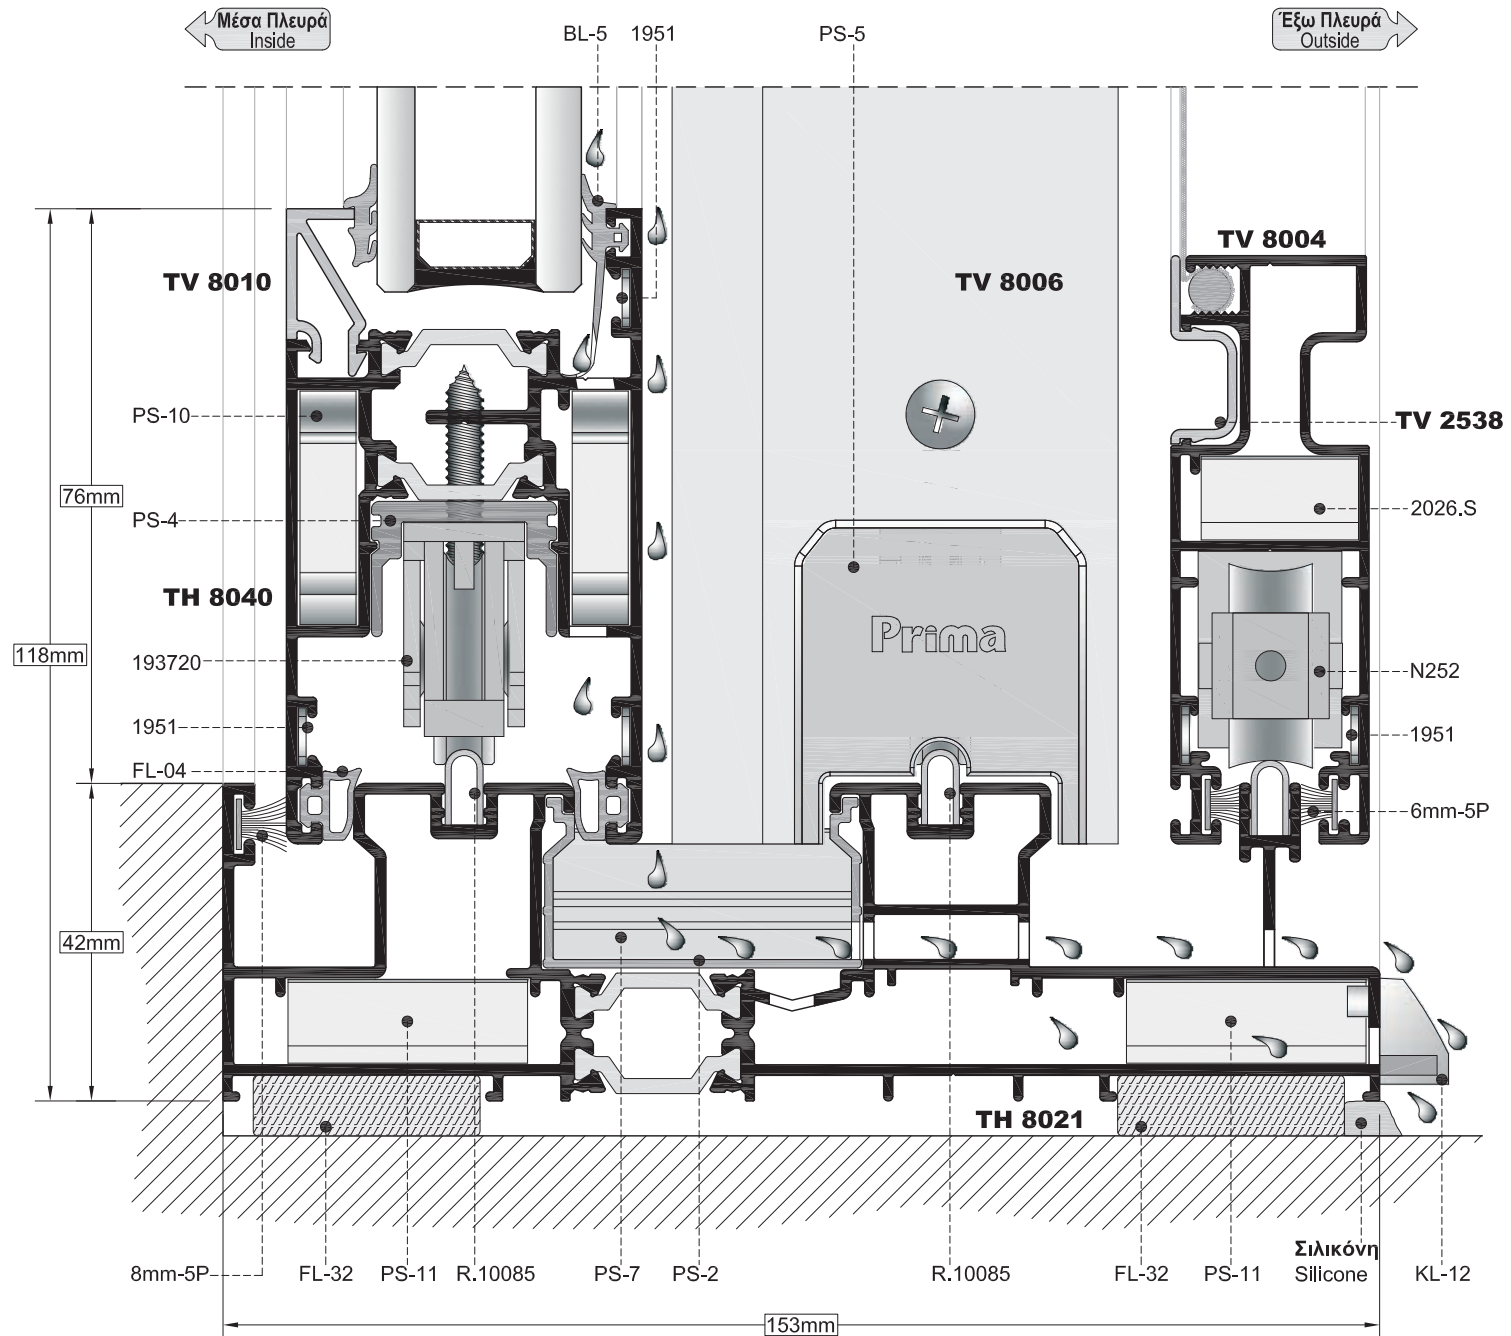 Μέσα Πλευρά
Inside
BL-5
1951
PS-5
Έξω Πλευρά
Outside
TV 8010
TV 8006
TV 8004
PS-10
TV 2538
76mm
PS-4
2026.S
TH 8040
Prima
118mm
193720
N252
1951
1951
FL-04
6mm-5P
42mm
TH 8021
8mm-5P
FL-32
PS-11
R.10085
PS-7
PS-2
R.10085
FL-32
PS-11
Σιλικόνη
Silicone
KL-12
153mm